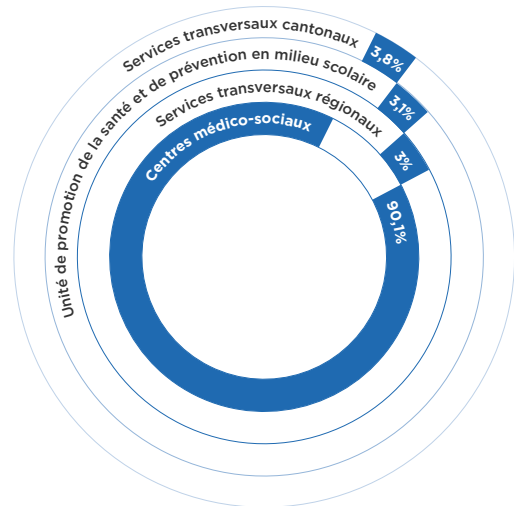 Services transversaux cantonaux
3,8%
Unité de promotion de la santé et de prévention en milieu scolaire
3,1%
Services transversaux régionaux
3%
Centres médico-sociaux
90,1%